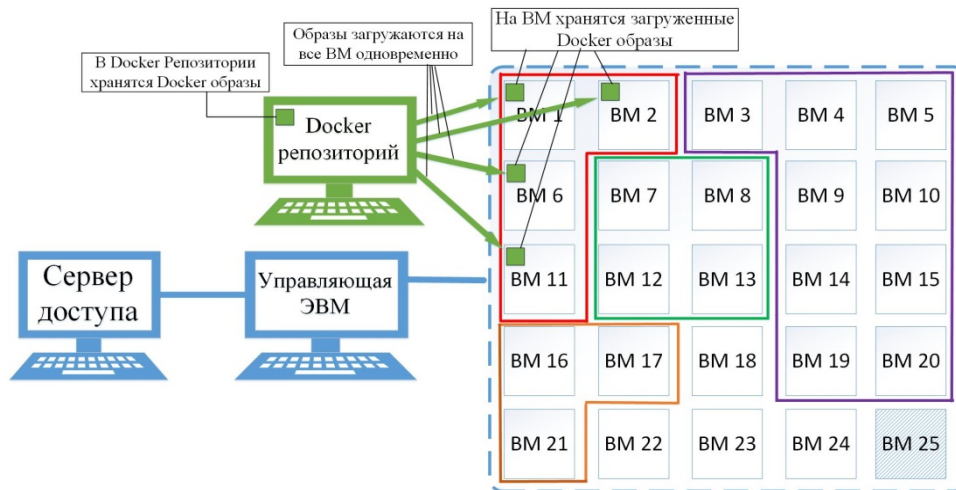 На ВМ хранятся загруженные
Docker образы
Образы загружаются на
все ВМ одновременно
В Docker Репозитории
хранятся Docker образы
Docker
репозиторий
Сервер
доступа
Управляющая
ЭВМ
ВМ 1 ВМ 2 ВМ 3 ВМ 4 ВМ 5
ВМ 6 ВМ 7 ВМ 8 ВМ 9 ВМ 10
ВМ 11 ВМ 12 ВМ 13 ВМ 14 ВМ 15
ВМ 16 ВМ 17 ВМ 18 ВМ 19 ВМ 20
ВМ 21 ВМ 22 ВМ 23 ВМ 24 ВМ 25